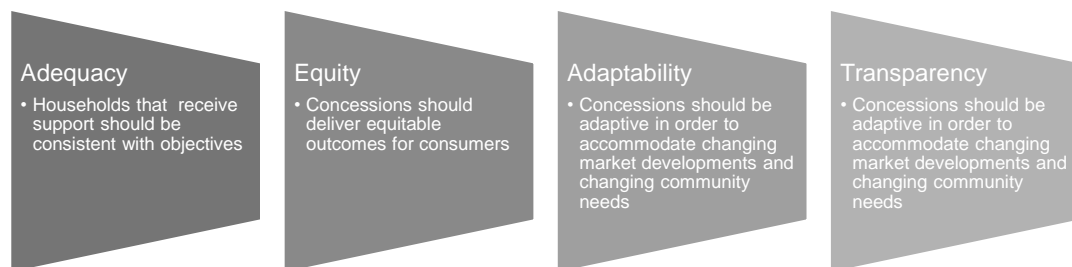 Adequacy
• Households that receive
support should be
consistent with objectives
Equity
• Concessions should
deliver equitable
outcomes for consumers
Adaptability
• Concessions should be
adaptive in order to
accommodate changing
market developments and
changing community
needs
Transparency
• Concessions should be
adaptive in order to
accommodate changing
market developments and
changing community
needs